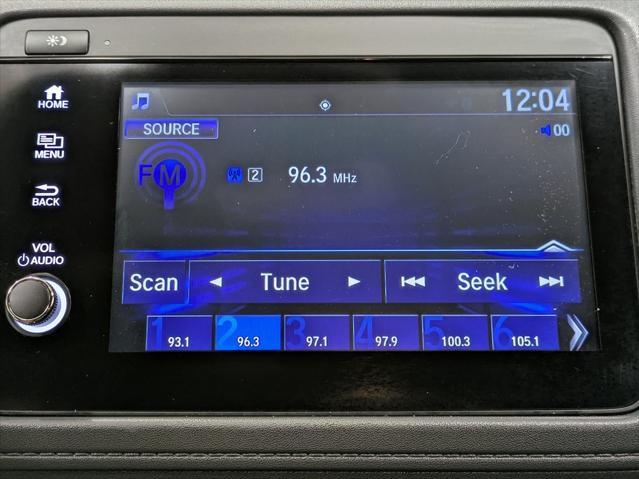 HOME
MENU
BACK
VOL
AUDIO
12:04
SOURCE
00
FM
2
96.3 MHz
Scan
Tune
Seek
1 93.1
2 96.3
3 97.1
4 97.9
5 100.3
6 105.1